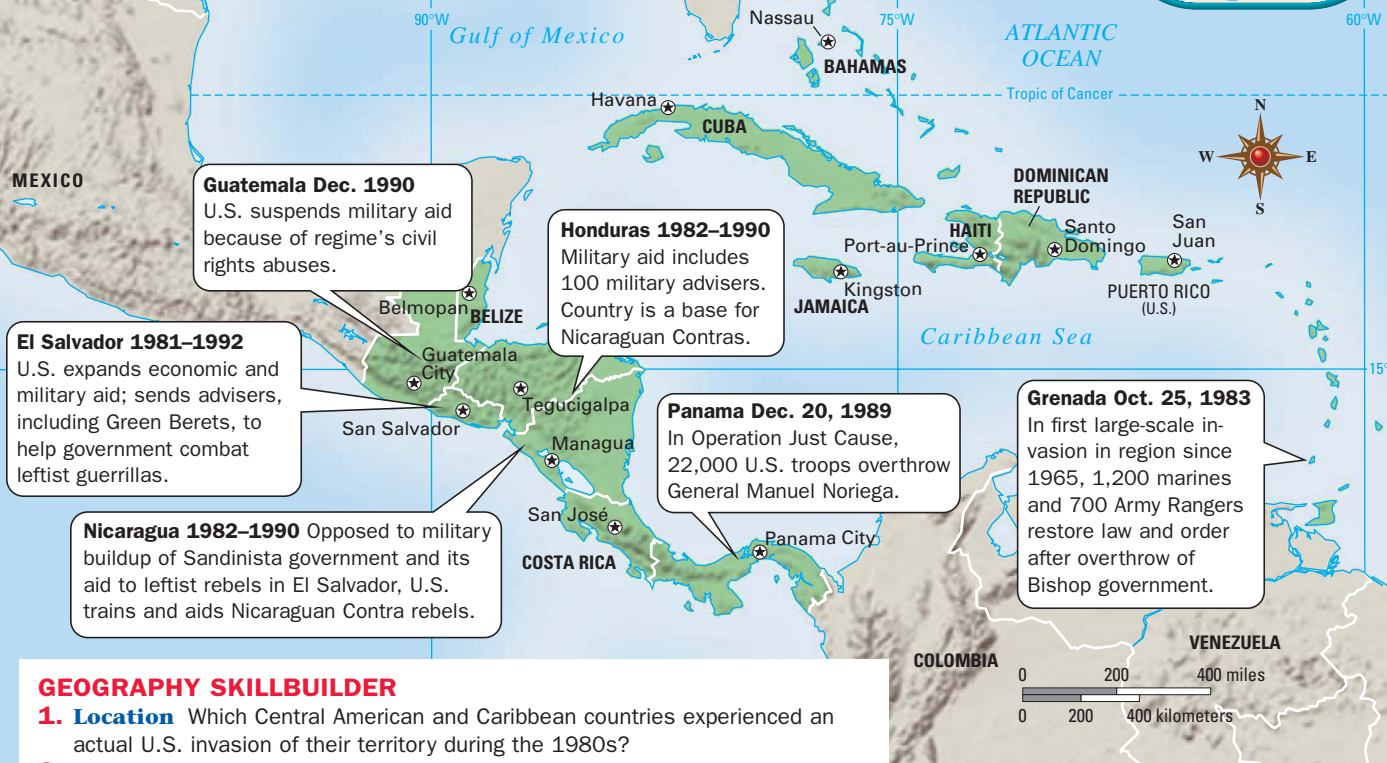 90°W
75°W
60°W
Gulf of Mexico
Nassau
ATLANTIC
OCEAN
BAHAMAS
Tropic of Cancer
Havana
CUBA
N
W
E
S
MEXICO
Guatemala Dec. 1990
U.S. suspends military aid
because of regime's civil
rights abuses.
Honduras 1982–1990
Military aid includes
100 military advisers.
Country is a base for
Nicaraguan Contras.
DOMINICAN
REPUBLIC
HAITI
Santo
Domingo
Port-au-Prince
San
Juan
PUERTO RICO
(U.S.)
Kingston
JAMAICA
Belmopan
BELIZE
Caribbean Sea
15°
El Salvador 1981–1992
U.S. expands economic and
military aid; sends advisers,
including Green Berets, to
help government combat
leftist guerrillas.
Guatemala
City
Tegucigalpa
San Salvador
Managua
Panama Dec. 20, 1989
In Operation Just Cause,
22,000 U.S. troops overthrow
General Manuel Noriega.
Grenada Oct. 25, 1983
In first large-scale in-
vasion in region since
1965, 1,200 marines
and 700 Army Rangers
restore law and order
after overthrow of
Bishop government.
Nicaragua 1982–1990 Opposed to military
buildup of Sandinista government and its
aid to leftist rebels in El Salvador, U.S.
trains and aids Nicaraguan Contra rebels.
San José
COSTA RICA
Panama City
COLOMBIA
VENEZUELA
0 200 400 miles
0 200 400 kilometers
GEOGRAPHY SKILLBUILDER
1. Location Which Central American and Caribbean countries experienced an
actual U.S. invasion of their territory during the 1980s?